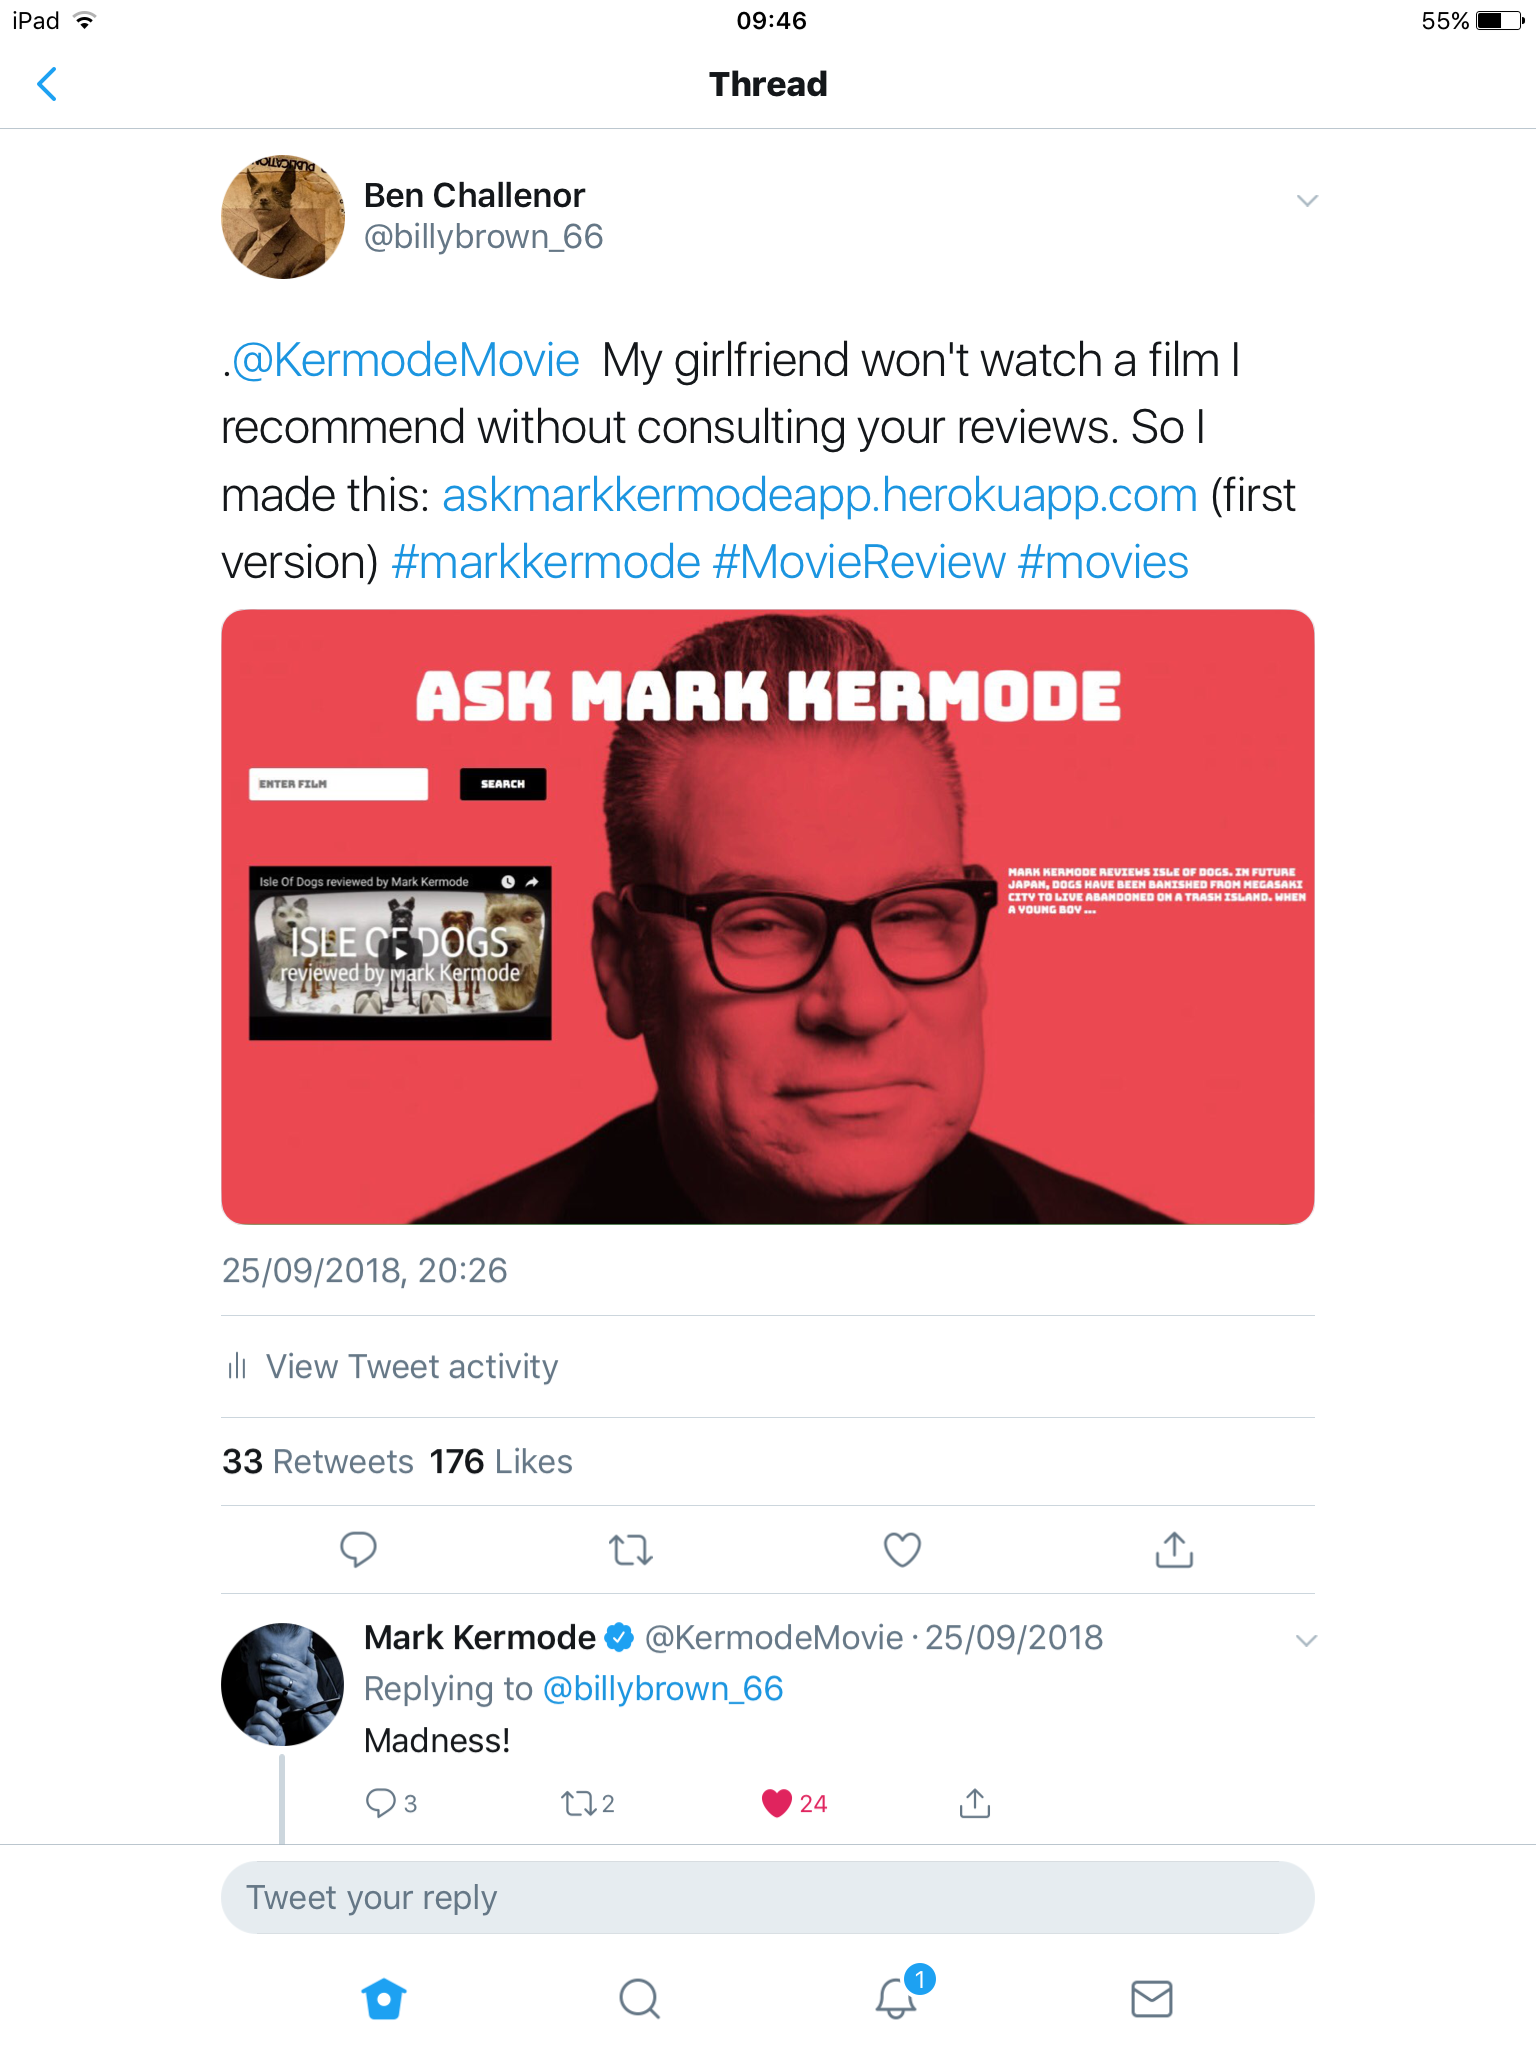 iPad 09:46 55%
Thread
Ben Challenor
@billybrown_66
.@KermodeMovie My girlfriend won't watch a film I
recommend without consulting your reviews. So I
made this: askmarkkermodeapp.herokuapp.com (first
version) #markkermode #MovieReview #movies
ASK MARK KERMODE
ENTER FILM SEARCH
Isle Of Dogs reviewed by Mark Kermode
ISLE OF DOGS
reviewed by Mark Kermode
MARK KERMODE REVIEWS ISLE OF DOGS. IN FUTURE
JAPAN, DOGS HAVE BEEN BANISHED FROM MEGASAKI
CITY TO LIVE ABANDONED ON A TRASH ISLAND. WHEN
A YOUNG BOY ...
25/09/2018, 20:26
View Tweet activity
33 Retweets 176 Likes
Mark Kermode @KermodeMovie · 25/09/2018
Replying to @billybrown_66
Madness!
3 2 24
Tweet your reply
1